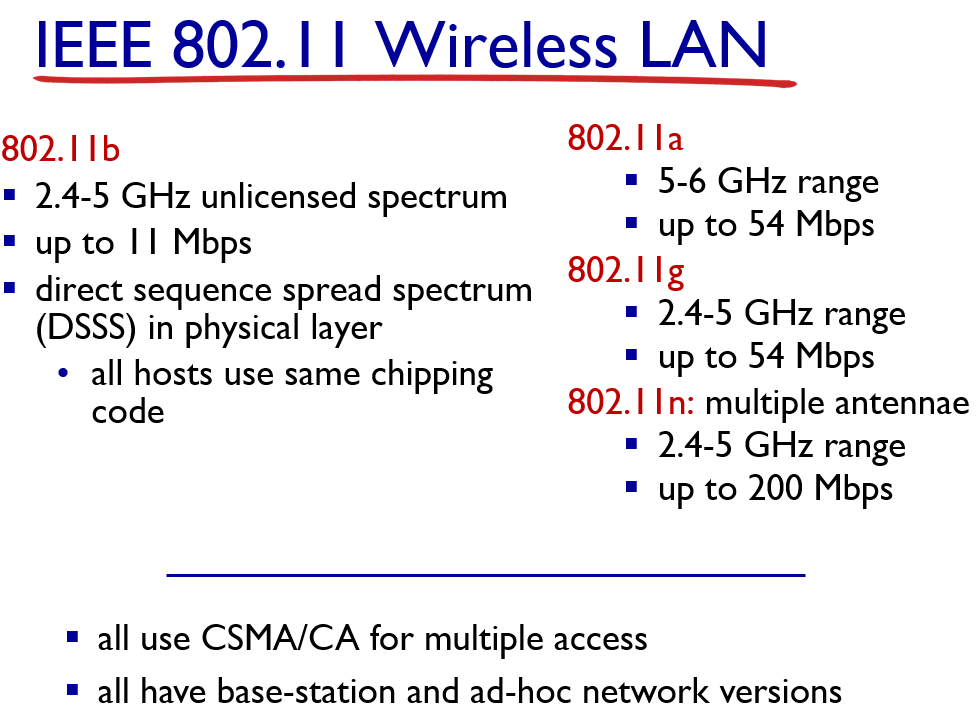 IEEE 802.11 Wireless LAN
802.11b
▪ 2.4-5 GHz unlicensed spectrum
▪ up to 11 Mbps
▪ direct sequence spread spectrum
(DSSS) in physical layer
• all hosts use same chipping
code
802.11a
▪ 5-6 GHz range
▪ up to 54 Mbps
802.11g
▪ 2.4-5 GHz range
▪ up to 54 Mbps
802.11n: multiple antennae
▪ 2.4-5 GHz range
▪ up to 200 Mbps
▪ all use CSMA/CA for multiple access
▪ all have base-station and ad-hoc network versions